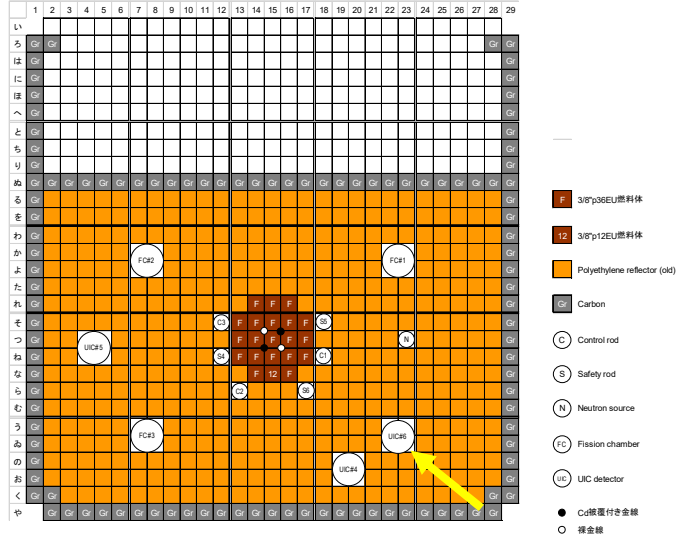 1 2 3 4 5 6 7 8 9 10 11 12 13 14 15 16 17 18 19 20 21 22 23 24 25 26 27 28 29
い
ろ Gr Gr Gr Gr
は Gr Gr
に Gr Gr
ほ Gr Gr
へ Gr Gr
と Gr Gr
ち Gr Gr
り Gr Gr
ぬ Gr Gr Gr Gr Gr Gr Gr Gr Gr Gr Gr Gr Gr Gr Gr Gr Gr Gr Gr Gr Gr Gr Gr Gr Gr Gr Gr Gr Gr
る Gr Gr
を Gr Gr
わ Gr Gr
か Gr FC#2 FC#1 Gr
よ Gr Gr
た Gr Gr
れ Gr F F F Gr
そ Gr C3 F F F F F S5 Gr
つ Gr UIC#5 F F F F F N Gr
ね Gr S4 F F F F F C1 Gr
な Gr F 12 F Gr
ら Gr C2 S6 Gr
む Gr Gr
う Gr FC#3 UIC#6 Gr
ゐ Gr Gr
の Gr UIC#4 Gr
お Gr Gr
く Gr Gr Gr Gr
や Gr Gr Gr Gr Gr Gr Gr Gr Gr Gr Gr Gr Gr Gr Gr Gr Gr Gr Gr Gr Gr Gr Gr Gr Gr Gr Gr
F 3/8"p36EU燃料体
12 3/8"p12EU燃料体
Polyethylene reflector (old)
Gr Carbon
C Control rod
S Safety rod
N Neutron source
FC Fission chamber
UIC UIC detector
Cd被覆付き金線
裸金線